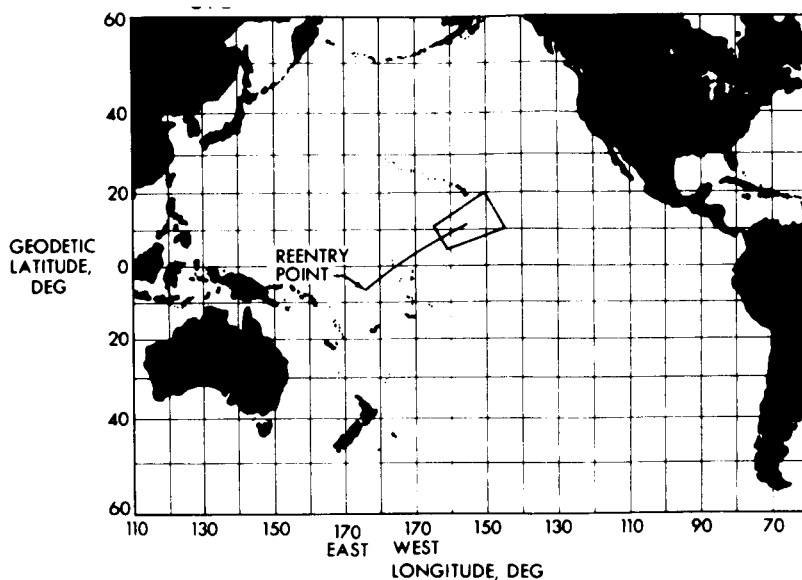 60
40
20
GEODETIC
LATITUDE,
DEG
0
REENTRY
POINT
20
40
60
110 130 150 170 170 150 130 110 90 70
EAST WEST
LONGITUDE, DEG